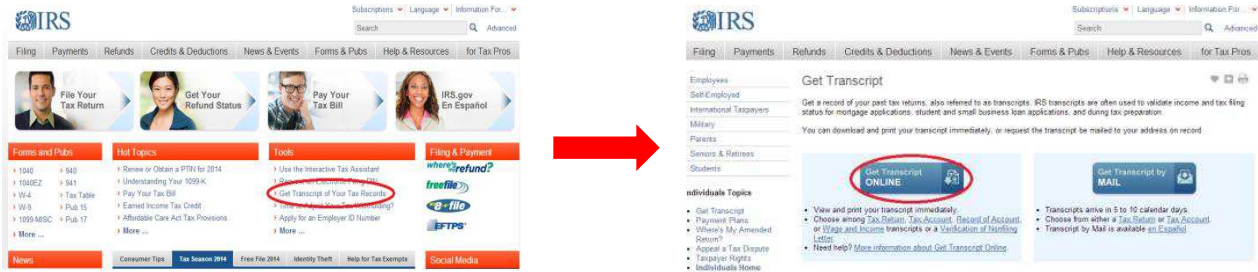 Subscriptions Language Information For...
IRS
Search Advanced
Filing Payments Refunds Credits & Deductions News & Events Forms & Pubs Help & Resources for Tax Pros
File Your
Tax Return
Get Your
Refund Status
Pay Your
Tax Bill
IRS.gov
En Español
Forms and Pubs
1040 940
1040EZ 941
W-4 Tax Table
W-9 Pub 15
1099-MISC Pub 17
More ...
Hot Topics
Renew or Obtain a PTIN for 2014
Understanding Your 1099-K
Pay Your Tax Bill
Earned Income Tax Credit
Affordable Care Act Tax Provisions
More ...
Tools
Use the Interactive Tax Assistant
Get Transcript of Your Tax Records
Apply for an Employer ID Number
More ...
Filing & Payment
where's my refund?
freefile
e-file
EFTPS
News
Consumer Tips Tax Season 2014 Free File 2014 Identity Theft Help for Tax Exempts
Social Media
Subscriptions Language Information For...
IRS
Search Advanced
Filing Payments Refunds Credits & Deductions News & Events Forms & Pubs Help & Resources for Tax Pros
Employees
Self-Employed
International Taxpayers
Military
Parents
Seniors & Retirees
Students
ndividuals Topics
Get Transcript
Payment Plans
Where's My Amended
Return?
Appeal a Tax Dispute
Taxpayer Rights
Individuals Home
Get Transcript
Get a record of your past tax returns, also referred to as transcripts. IRS transcripts are often used to validate income and tax filing
status for mortgage applications, student and small business loan applications, and during tax preparation.
You can download and print your transcript immediately, or request the transcript be mailed to your address on record.
Get Transcript
ONLINE
View and print your transcript immediately.
Choose among Tax Return, Tax Account, Record of Account,
or Wage and Income transcripts or a Verification of Nonfiling
Letter.
Need help? More information about Get Transcript Online.
Get Transcript by
MAIL
Transcripts arrive in 5 to 10 calendar days.
Choose from either a Tax Return or Tax Account.
Transcript by Mail is available en Español